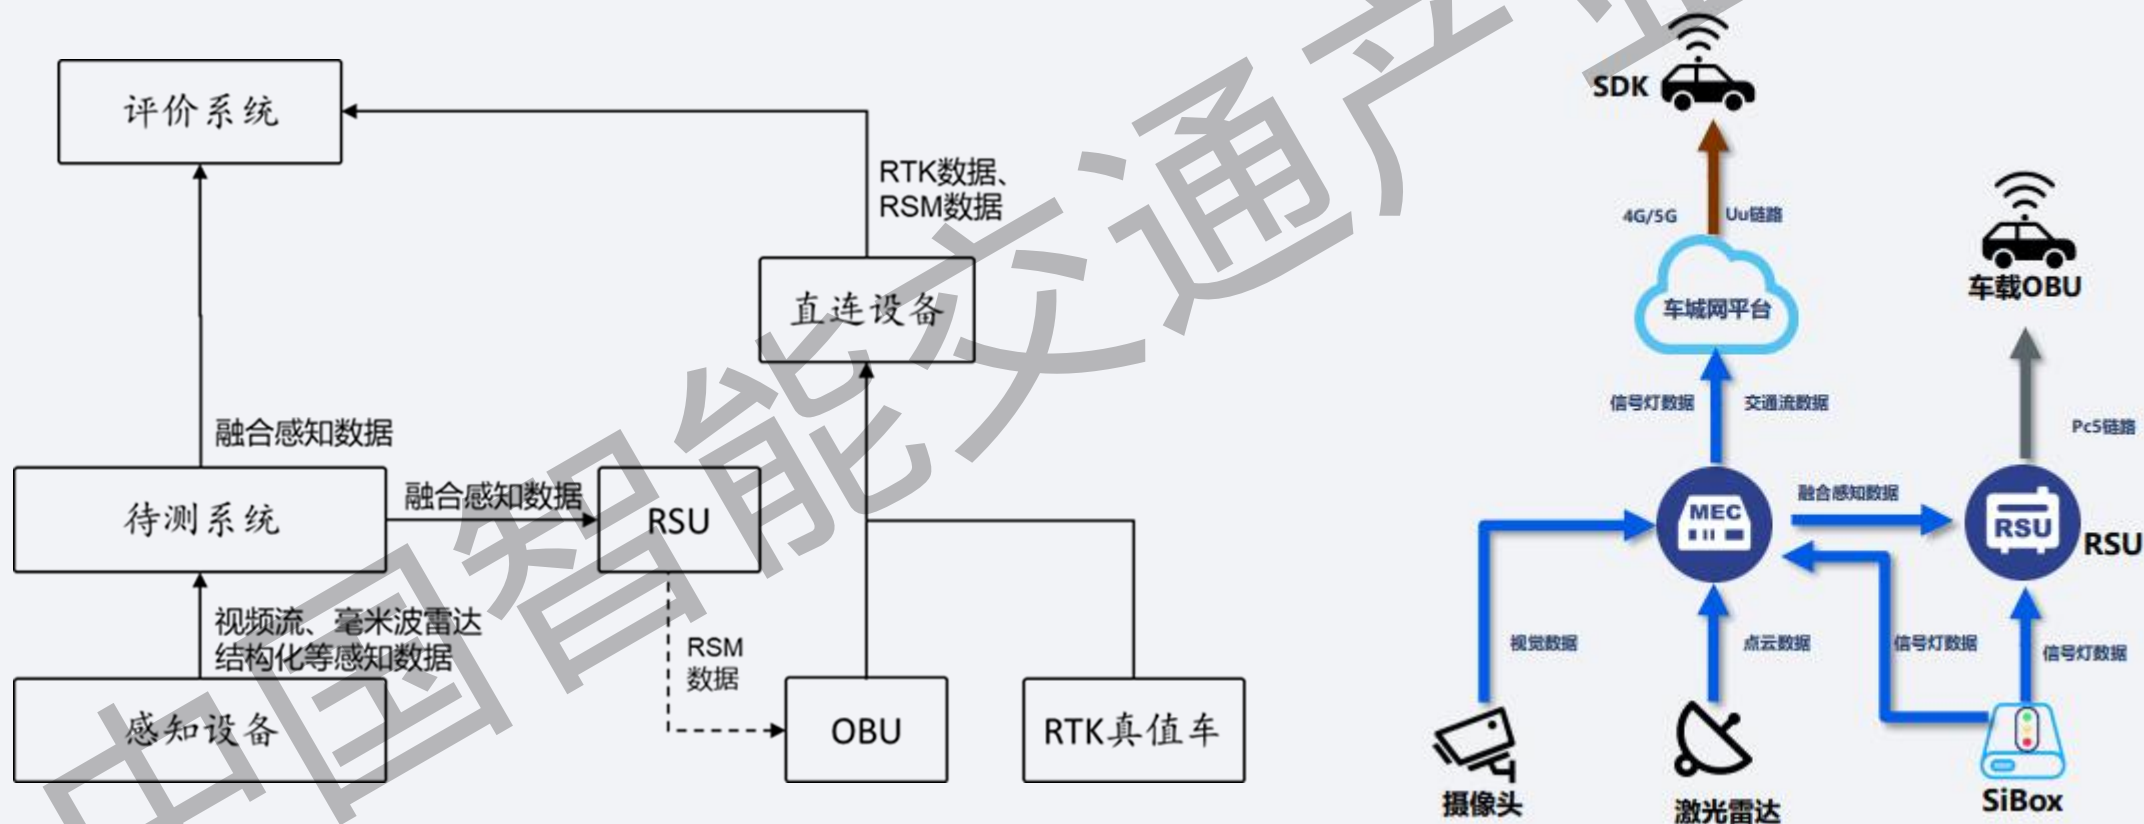 评价系统
RTK数据、
RSM数据
直连设备
融合感知数据
待测系统
融合感知数据
RSU
视频流、毫米波雷达
结构化等感知数据
RSM
数据
感知设备
OBU
RTK真值车
SDK
4G/5G
Uu链路
车载OBU
车城网平台
信号灯数据
交通流数据
Pc5链路
MEC
融合感知数据
RSU
RSU
视觉数据
点云数据
信号灯数据
信号灯数据
摄像头
激光雷达
SiBox
中国智能交通产业